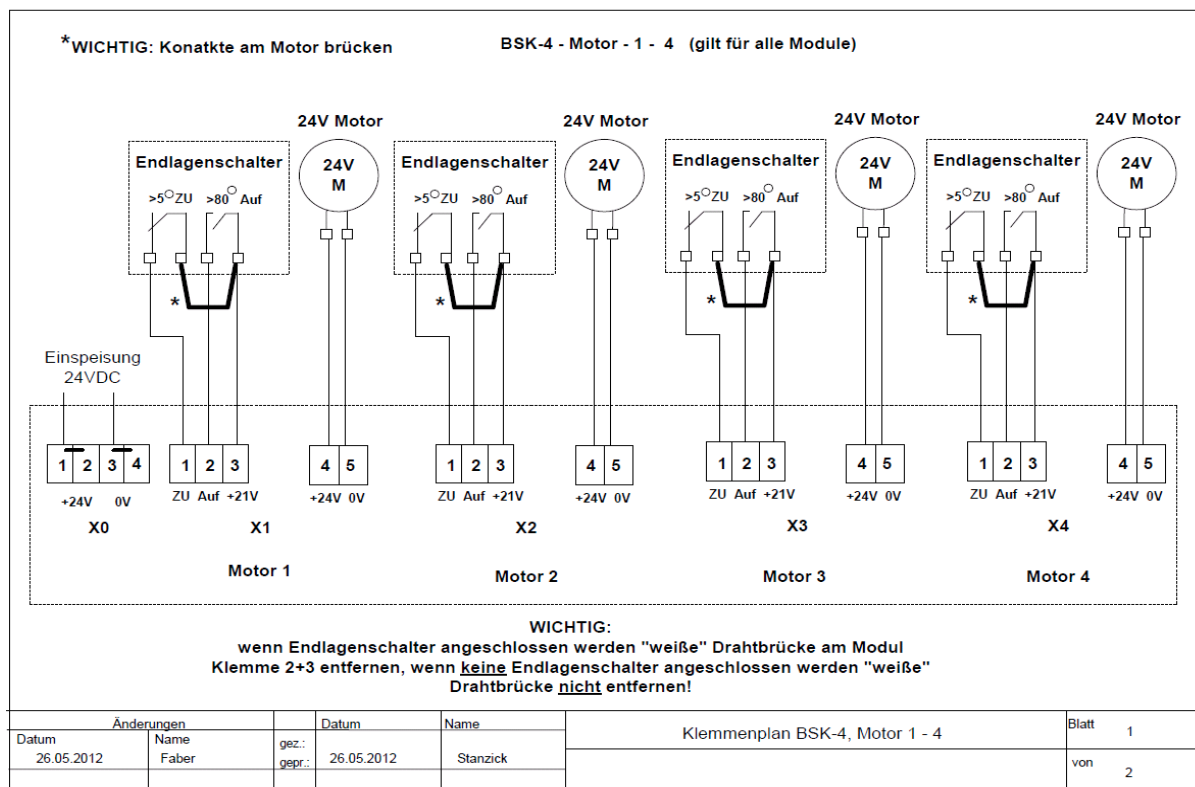 *WICHTIG: Konatkte am Motor brücken
BSK-4 - Motor - 1 - 4 (gilt für alle Module)
24V Motor
24V Motor
24V Motor
24V Motor
Endlagenschalter
24V
M
Endlagenschalter
24V
M
Endlagenschalter
24V
M
Endlagenschalter
24V
M
>5° ZU >80° Auf
>5° ZU >80° Auf
>5° ZU >80° Auf
>5° ZU >80° Auf
*
*
*
*
Einspeisung
24VDC
1 2 3 4
1 2 3
4 5
1 2 3
4 5
1 2 3
4 5
1 2 3
4 5
+24V 0V
ZU Auf +21V
+24V 0V
ZU Auf +21V
+24V 0V
ZU Auf +21V
+24V 0V
ZU Auf +21V
+24V 0V
X0
X1
X2
X3
X4
Motor 1
Motor 2
Motor 3
Motor 4
WICHTIG:
wenn Endlagenschalter angeschlossen werden "weiße" Drahtbrücke am Modul
Klemme 2+3 entfernen, wenn keine Endlagenschalter angeschlossen werden "weiße"
Drahtbrücke nicht entfernen!
Änderungen
Datum
Name
Datum
Name
gez.:
26.05.2012
Faber
gepr.:
26.05.2012
Stanzick
Klemmenplan BSK-4, Motor 1 - 4
Blatt 1
von 2